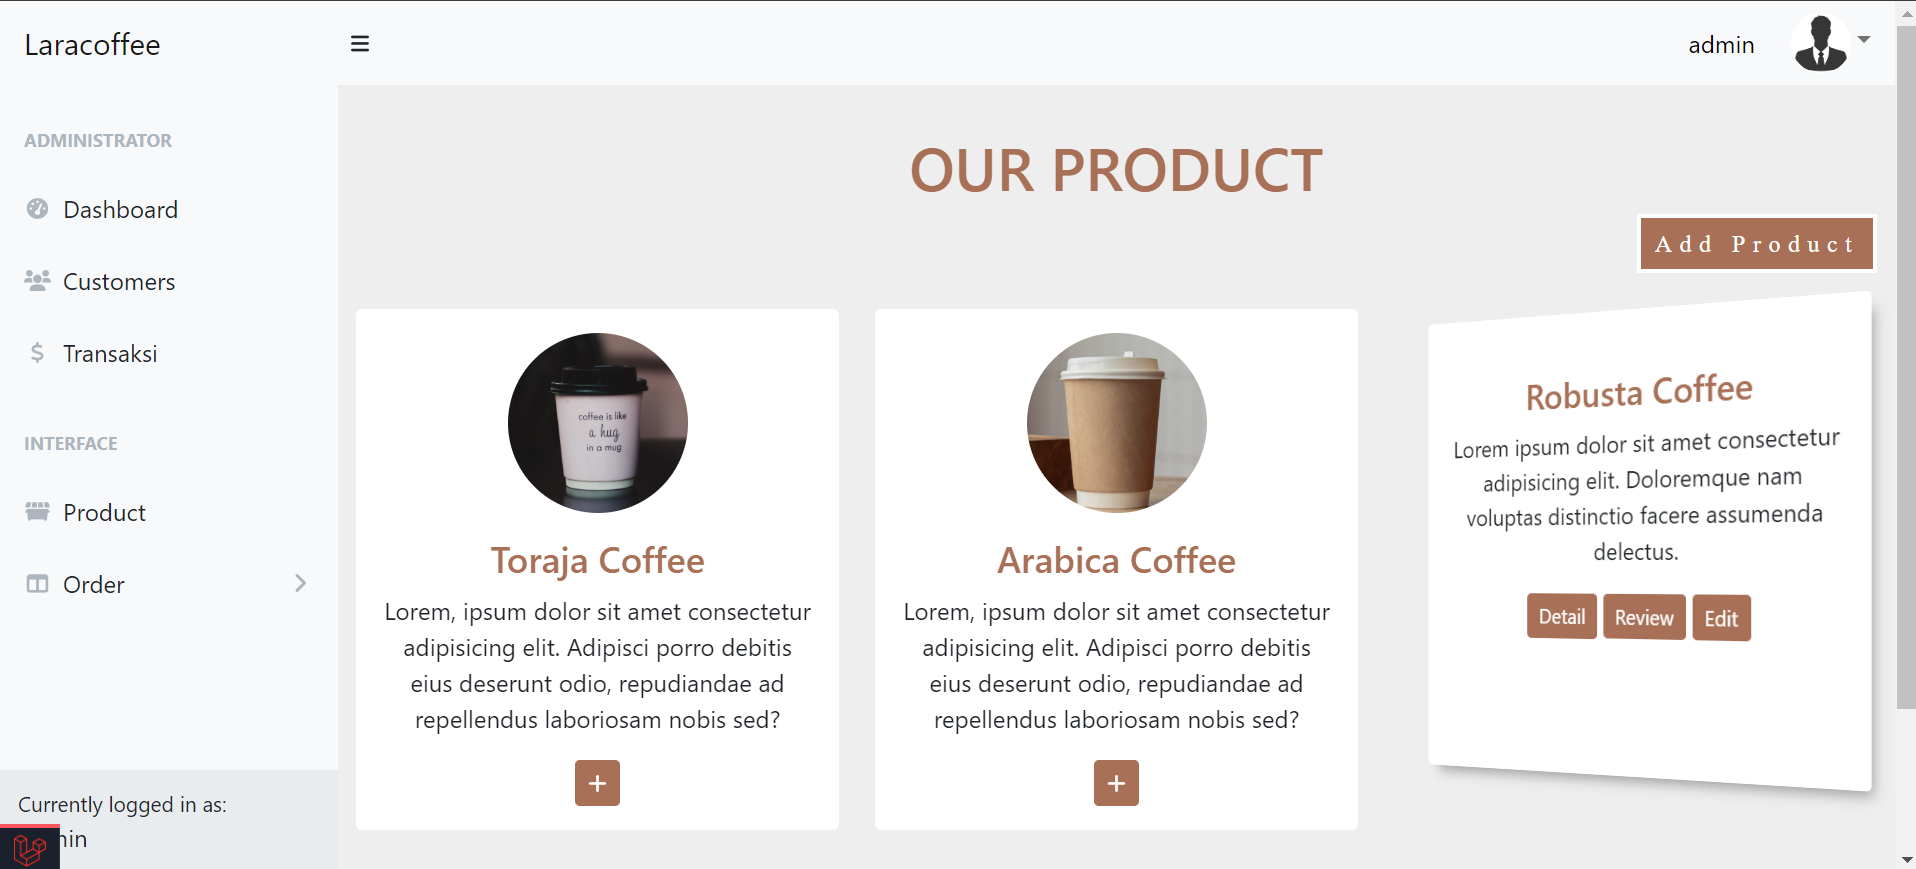 Laracoffee
admin
ADMINISTRATOR
Dashboard
Customers
Transaksi
INTERFACE
Product
Order
Currently logged in as:
OUR PRODUCT
Add Product
coffee is like
a hug
in a mug
Toraja Coffee
Lorem, ipsum dolor sit amet consectetur
adipisicing elit. Adipisci porro debitis
eius deserunt odio, repudiandae ad
repellendus laboriosam nobis sed?
+
Arabica Coffee
Lorem, ipsum dolor sit amet consectetur
adipisicing elit. Adipisci porro debitis
eius deserunt odio, repudiandae ad
repellendus laboriosam nobis sed?
+
Robusta Coffee
Lorem ipsum dolor sit amet consectetur
adipisicing elit. Doloremque nam
voluptas distinctio facere assumenda
delectus.
Detail Review Edit